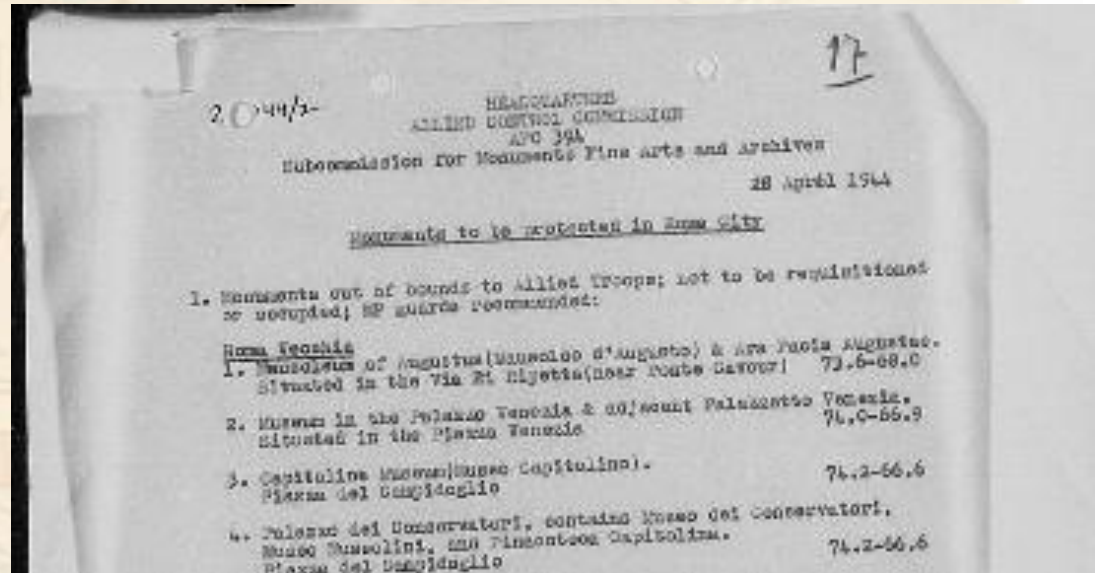 17
HEADQUARTERS
ALLIED CONTROL COMMISSION
APO 394
Subcommission for Monuments Fine Arts and Archives
28 April 1944
Monuments to be protected in Rome City
1. Monuments out of bounds to Allied Troops; not to be requisitioned
or occupied; MP guards recommended:
Roma Vecchia
1. Mausoleum of Augustus(Mausoleo d'Augusto) & Ara Pacis Augustae.
Situated in the Via Di Ripetta(near Ponte Cavour) 73.6-68.0
2. Museum in the Palazzo Venezia & adjacent Palazzetto Venezia.
Situated in the Piazza Venezia 74.0-66.9
3. Capitoline Museum(Museo Capitolino).
Piazza del Campidoglio 74.2-66.6
4. Palazzo dei Conservatori, contains Museo dei Conservatori,
Museo Mussolini, and Pinacoteca Capitolina.
Piazza del Campidoglio 74.2-66.6